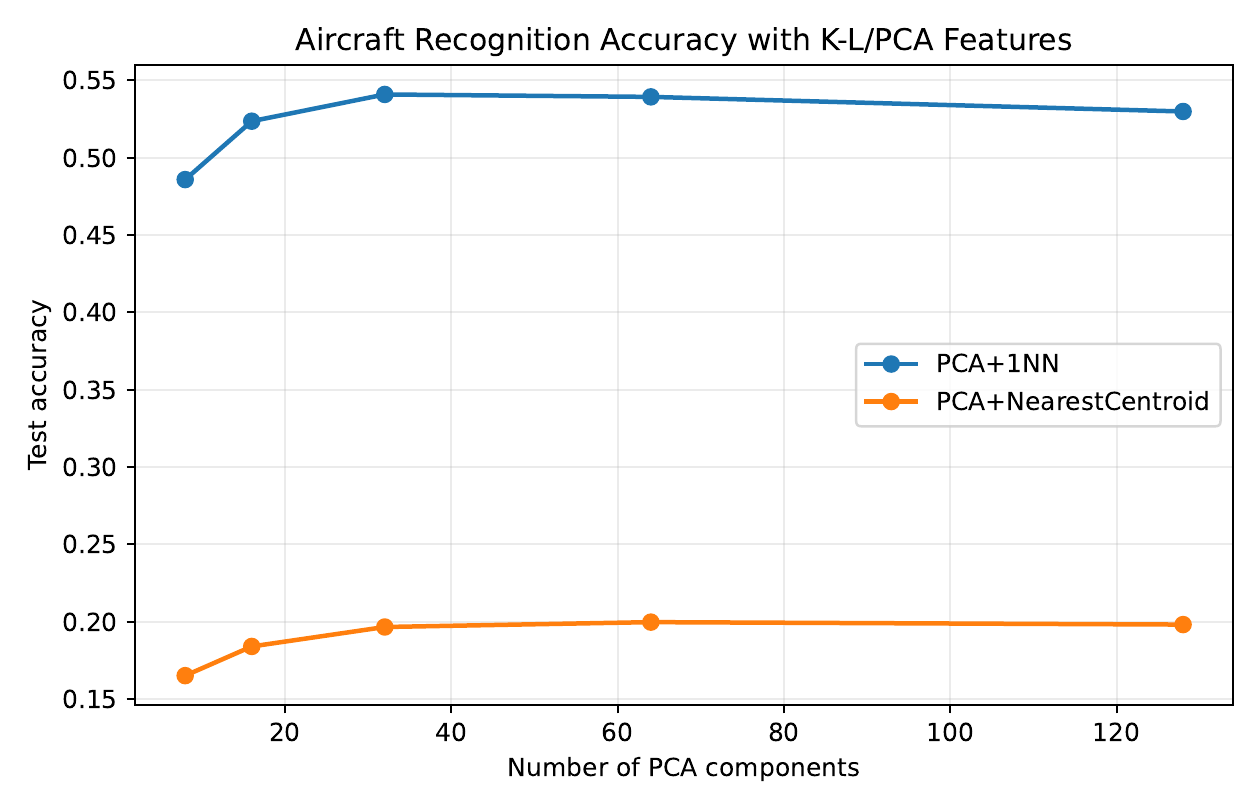 Aircraft Recognition Accuracy with K-L/PCA Features
Test accuracy
0.55
0.50
0.45
0.40
0.35
0.30
0.25
0.20
0.15
PCA+1NN
PCA+NearestCentroid
20 40 60 80 100 120
Number of PCA components